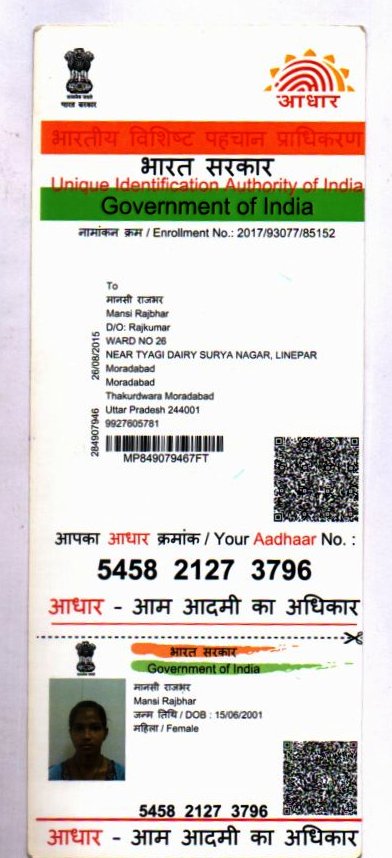 भारत सरकार
आधार
भारतीय विशिष्ट पहचान प्राधिकरण
भारत सरकार
Unique Identification Authority of India
Government of India
नामांकन क्रम / Enrollment No.: 2017/93077/85152
To
मानसी राजभर
Mansi Rajbhar
D/O: Rajkumar
WARD NO 26
NEAR TYAGI DAIRY SURYA NAGAR, LINEPAR
Moradabad
Moradabad
Thakurdwara Moradabad
Uttar Pradesh 244001
9927605781
26/08/2015
284907946
MP849079467FT
आपका आधार क्रमांक / Your Aadhaar No. :
5458 2127 3796
आधार - आम आदमी का अधिकार
भारत सरकार
Government of India
मानसी राजभर
Mansi Rajbhar
जन्म तिथि / DOB : 15/06/2001
महिला / Female
5458 2127 3796
आधार - आम आदमी का अधिकार